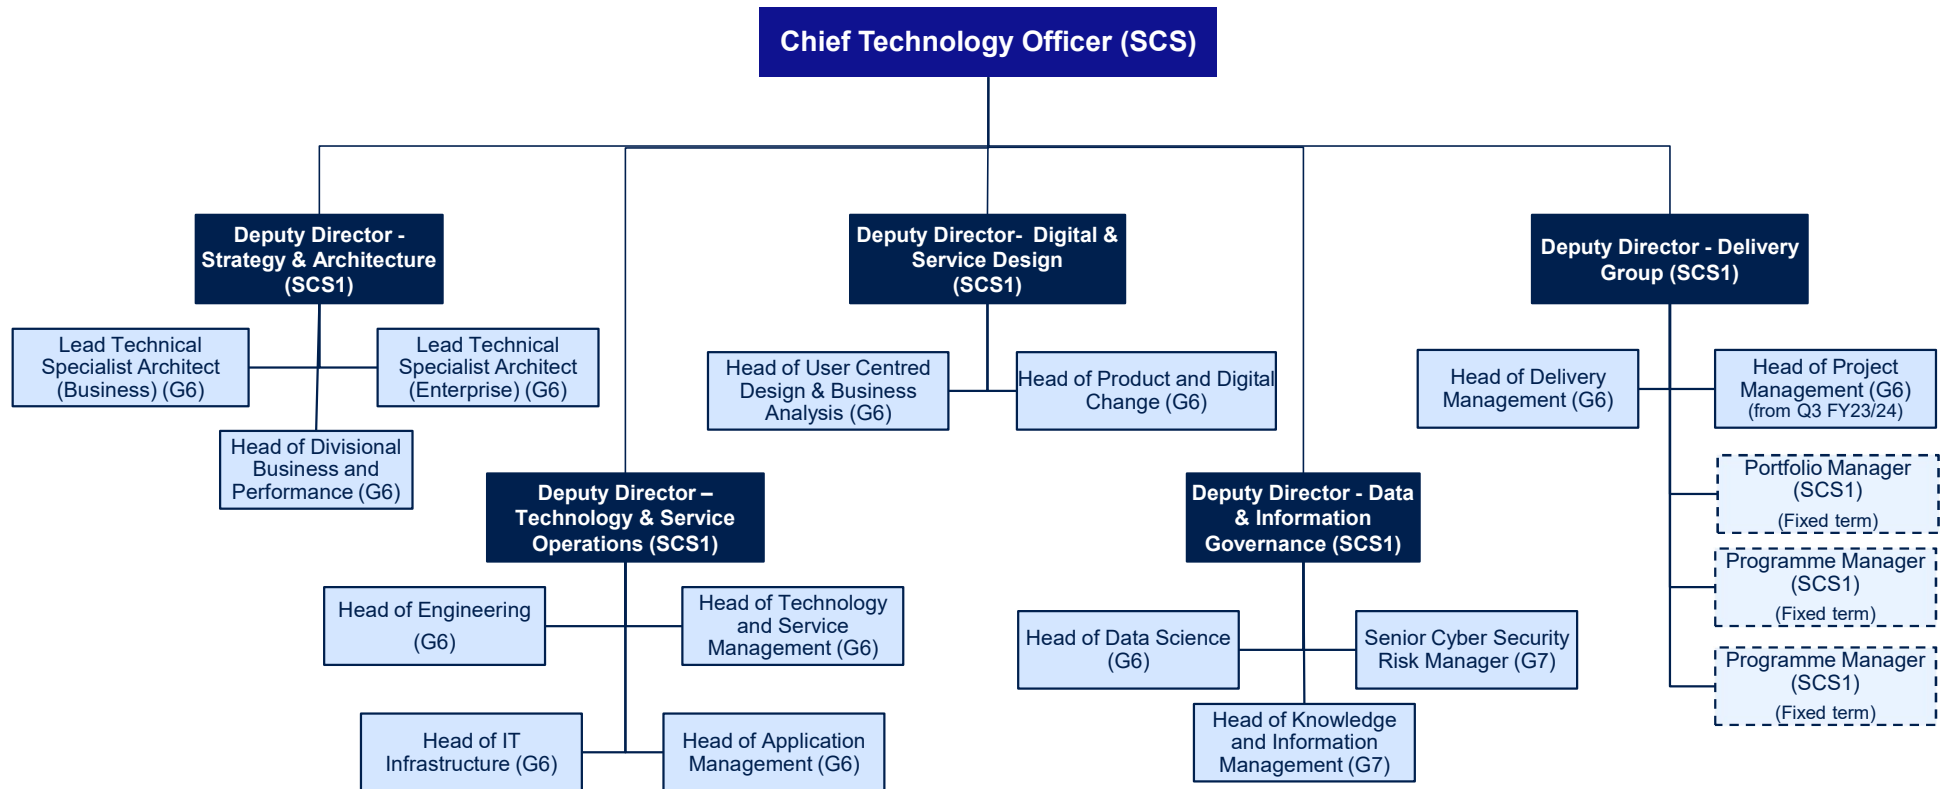 Chief Technology Officer (SCS)
Deputy Director -
Strategy & Architecture
(SCS1)
Lead Technical
Specialist Architect
(Business) (G6)
Lead Technical
Specialist Architect
(Enterprise) (G6)
Head of Divisional
Business and
Performance (G6)
Deputy Director –
Technology & Service
Operations (SCS1)
Head of Engineering
(G6)
Head of Technology
and Service
Management (G6)
Head of IT
Infrastructure (G6)
Head of Application
Management (G6)
Deputy Director-  Digital &
Service Design
(SCS1)
Head of User Centred
Design & Business
Analysis (G6)
Head of Product and Digital
Change (G6)
Deputy Director - Data
& Information
Governance (SCS1)
Head of Data Science
(G6)
Senior Cyber Security
Risk Manager (G7)
Head of Knowledge
and Information
Management (G7)
Deputy Director - Delivery
Group (SCS1)
Head of Delivery
Management (G6)
Head of Project
Management (G6)
(from Q3 FY23/24)
Portfolio Manager
(SCS1)
(Fixed term)
Programme Manager
(SCS1)
(Fixed term)
Programme Manager
(SCS1)
(Fixed term)